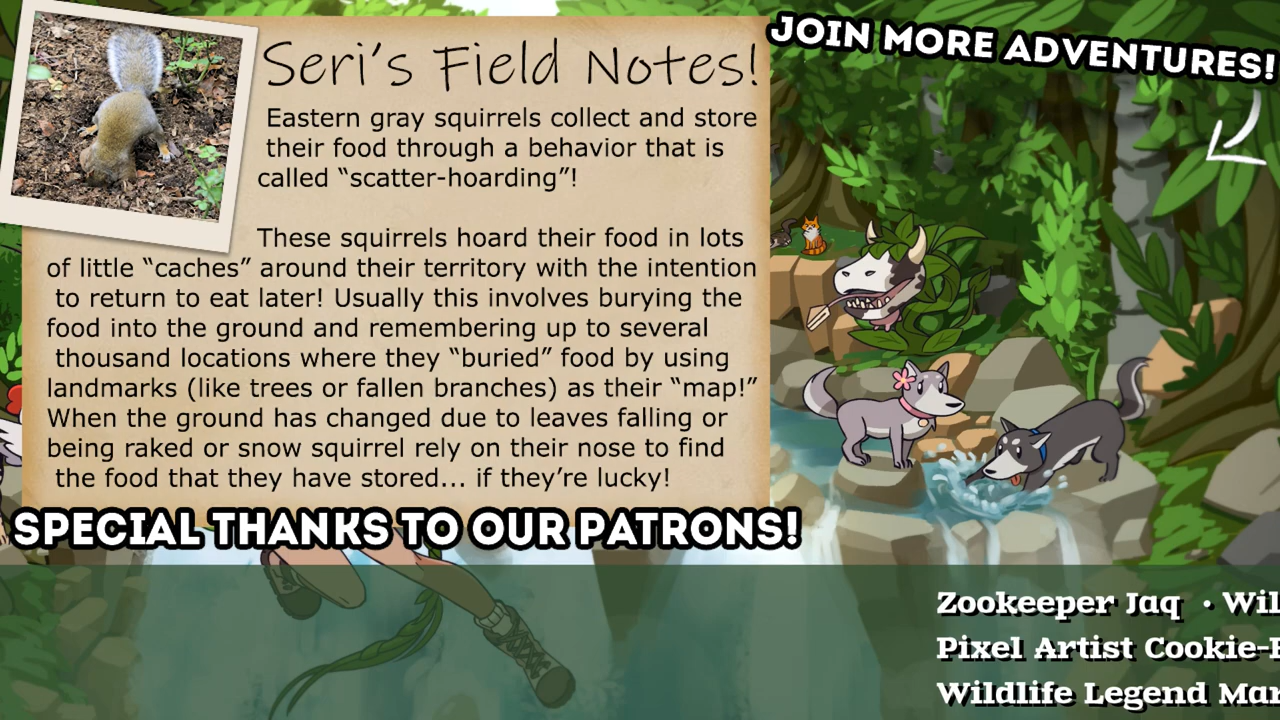 Seri's Field Notes!
Eastern gray squirrels collect and store
their food through a behavior that is
called “scatter-hoarding”!
These squirrels hoard their food in lots
of little “caches” around their territory with the intention
to return to eat later! Usually this involves burying the
food into the ground and remembering up to several
thousand locations where they “buried” food by using
landmarks (like trees or fallen branches) as their “map!”
When the ground has changed due to leaves falling or
being raked or snow squirrel rely on their nose to find
the food that they have stored... if they’re lucky!
JOIN MORE ADVENTURES!
SPECIAL THANKS TO OUR PATRONS!
Zookeeper Jaq • Wil
Pixel Artist Cookie-
Wildlife Legend Mar